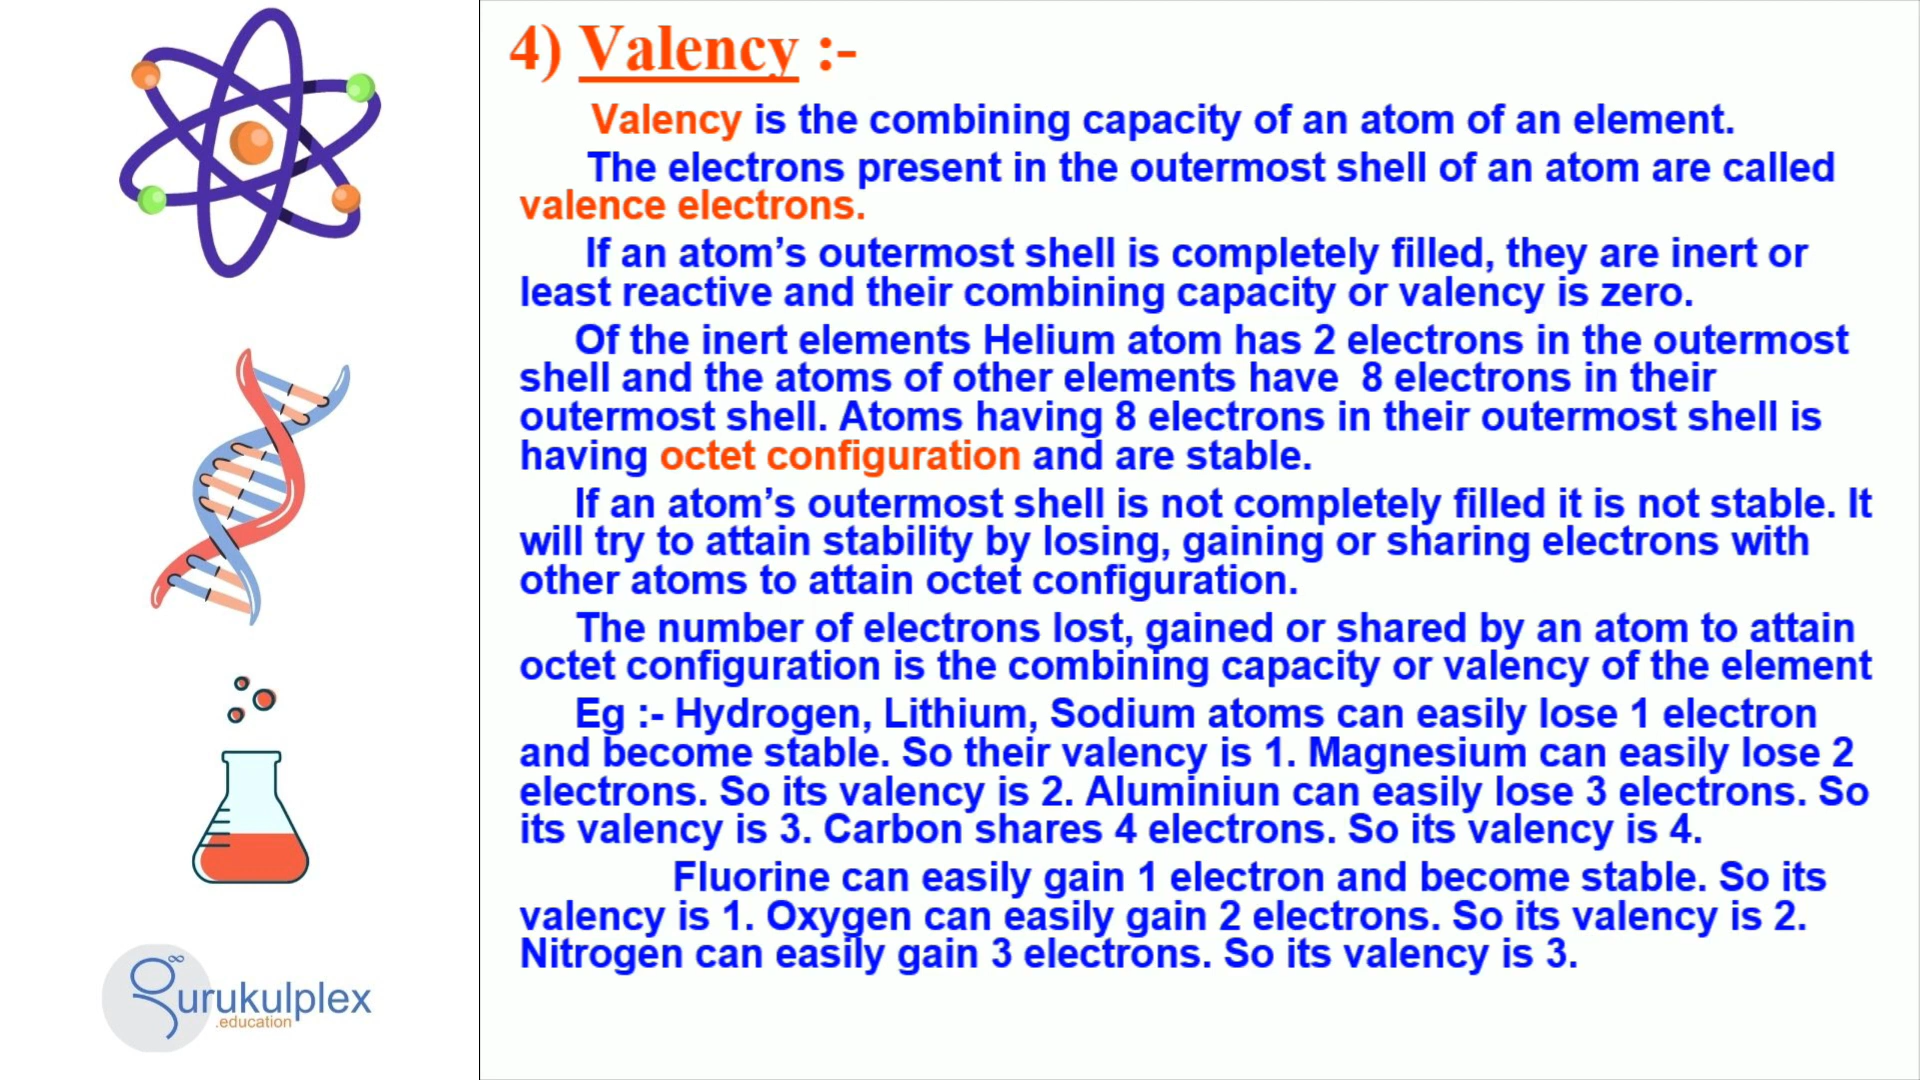 4) Valency :-
Valency is the combining capacity of an atom of an element.
The electrons present in the outermost shell of an atom are called
valence electrons.
If an atom’s outermost shell is completely filled, they are inert or
least reactive and their combining capacity or valency is zero.
Of the inert elements Helium atom has 2 electrons in the outermost
shell and the atoms of other elements have 8 electrons in their
outermost shell. Atoms having 8 electrons in their outermost shell is
having octet configuration and are stable.
If an atom’s outermost shell is not completely filled it is not stable. It
will try to attain stability by losing, gaining or sharing electrons with
other atoms to attain octet configuration.
The number of electrons lost, gained or shared by an atom to attain
octet configuration is the combining capacity or valency of the element
Eg :- Hydrogen, Lithium, Sodium atoms can easily lose 1 electron
and become stable. So their valency is 1. Magnesium can easily lose 2
electrons. So its valency is 2. Aluminiun can easily lose 3 electrons. So
its valency is 3. Carbon shares 4 electrons. So its valency is 4.
Fluorine can easily gain 1 electron and become stable. So its
valency is 1. Oxygen can easily gain 2 electrons. So its valency is 2.
Nitrogen can easily gain 3 electrons. So its valency is 3.
gurukulplex
.education